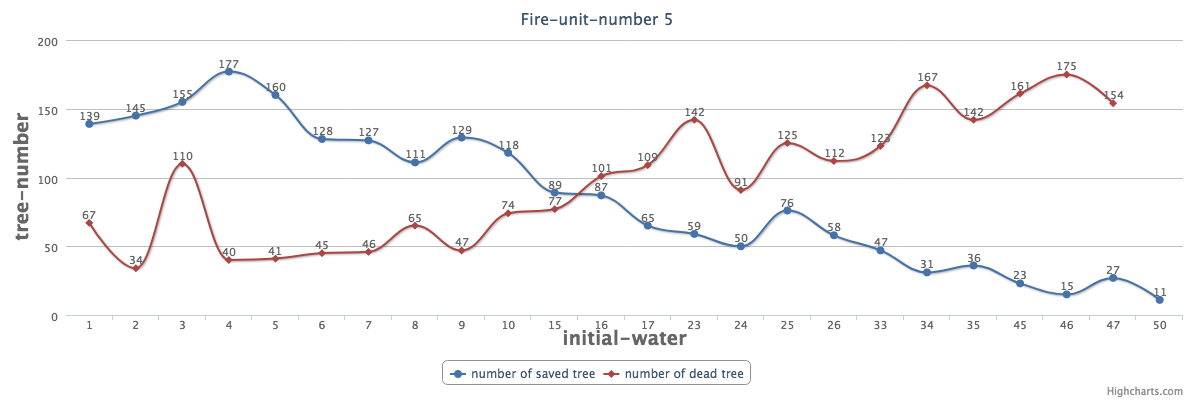 Fire-unit-number 5
200
150
100
50
0
tree-number
139 145 155 177 160 128 127 111 129 118 89 87 65 59 50 76 58 47 31 36 23 15 27 11
67 34 110 40 41 45 46 65 47 74 77 101 109 142 91 125 112 123 167 142 161 175 154
1 2 3 4 5 6 7 8 9 10 15 16 17 23 24 25 26 33 34 35 45 46 47 50
initial-water
number of saved tree number of dead tree
Highcharts.com